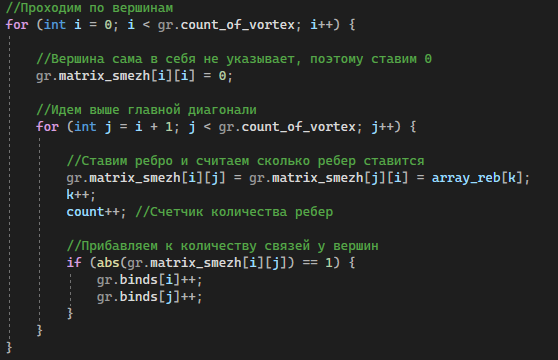 //Проходим по вершинам
for (int i = 0; i < gr.count_of_vortex; i++) {
//Вершина сама в себя не указывает, поэтому ставим 0
gr.matrix_smezh[i][i] = 0;
//Идем выше главной диагонали
for (int j = i + 1; j < gr.count_of_vortex; j++) {
//Ставим ребро и считаем сколько ребер ставится
gr.matrix_smezh[i][j] = gr.matrix_smezh[j][i] = array_reb[k];
k++;
count++; //Счетчик количества ребер
//Прибавляем к количеству связей у вершин
if (abs(gr.matrix_smezh[i][j]) == 1) {
gr.binds[i]++;
gr.binds[j]++;
}
}
}